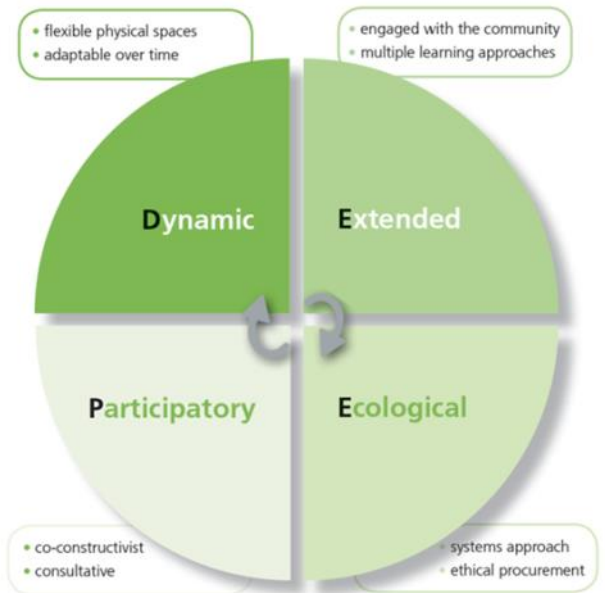 • flexible physical spaces
• adaptable over time
• engaged with the community
• multiple learning approaches
Dynamic
Extended
Participatory
Ecological
• co-constructivist
• consultative
• systems approach
• ethical procurement